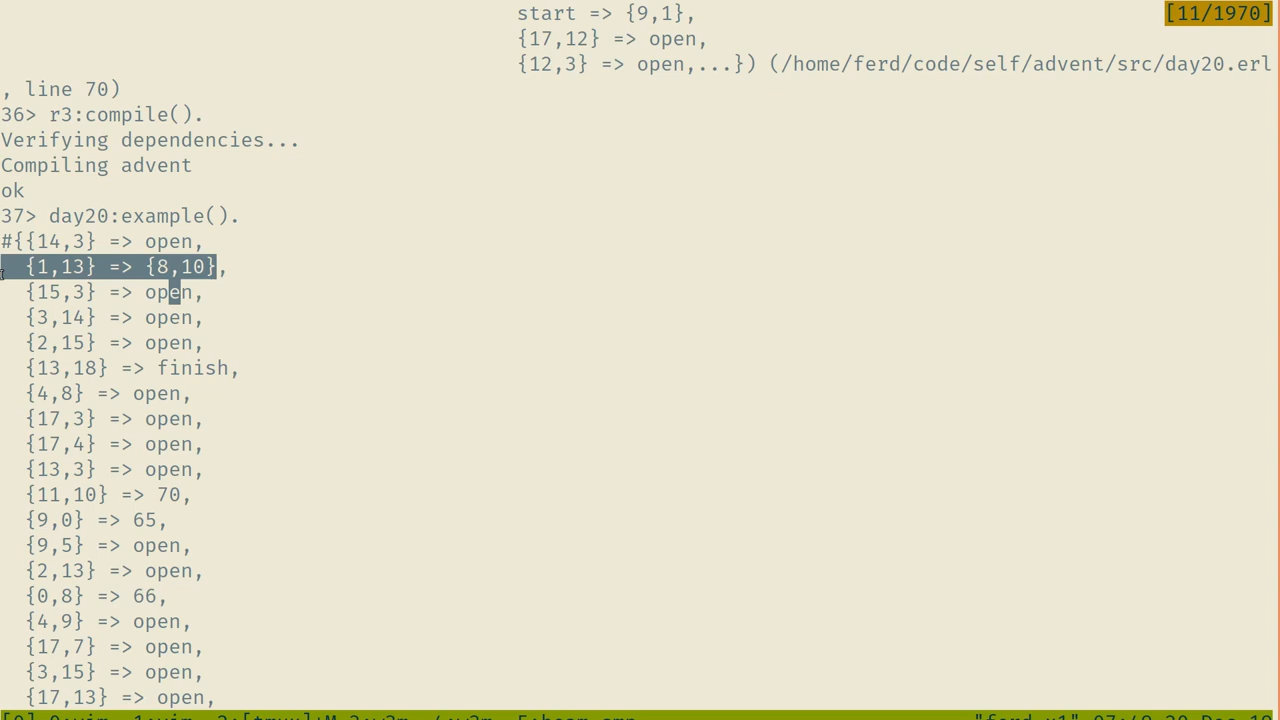 start => {9,1}, [11/1970]
{17,12} => open,
{12,3} => open,...}) (/home/ferd/code/self/advent/src/day20.erl
, line 70)
36> r3:compile().
Verifying dependencies...
Compiling advent
ok
37> day20:example().
#{{14,3} => open,
{1,13} => {8,10},
{15,3} => open,
{3,14} => open,
{2,15} => open,
{13,18} => finish,
{4,8} => open,
{17,3} => open,
{17,4} => open,
{13,3} => open,
{11,10} => 70,
{9,0} => 65,
{9,5} => open,
{2,13} => open,
{0,8} => 66,
{4,9} => open,
{17,7} => open,
{3,15} => open,
{17,13} => open,